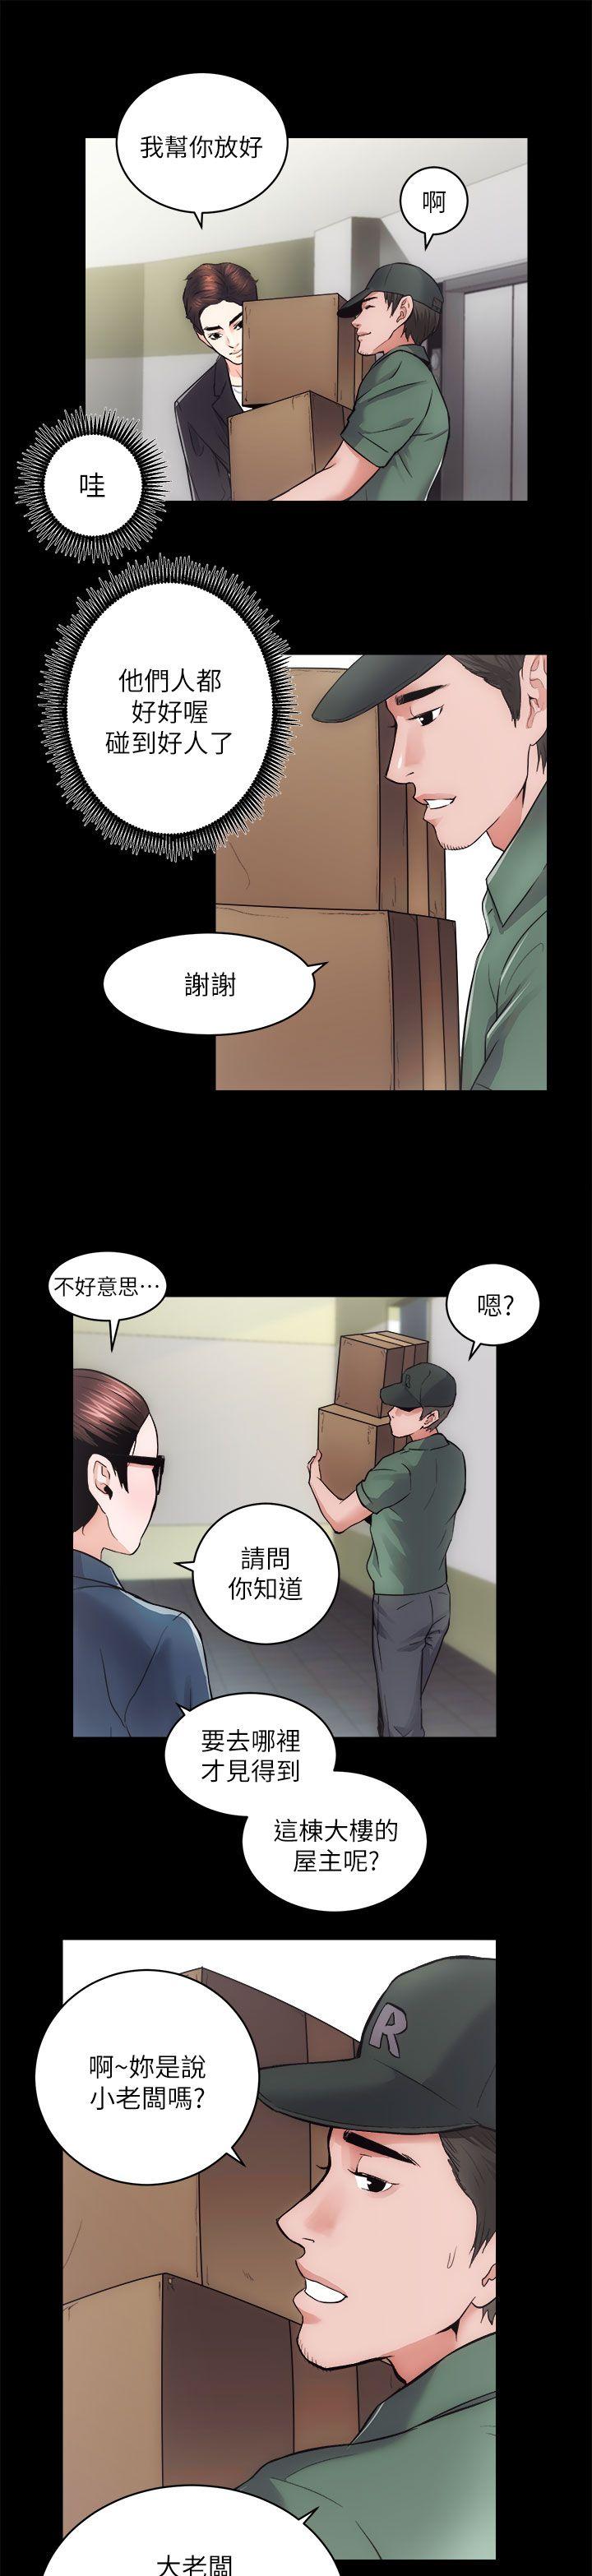 我幫你放好
啊
哇
他們人都
好好喔
碰到好人了
謝謝
不好意思…
嗯?
請問
你知道
要去哪裡
才見得到
這棟大樓的
屋主呢?
R
啊~妳是說
小老闆嗎?
大老闆